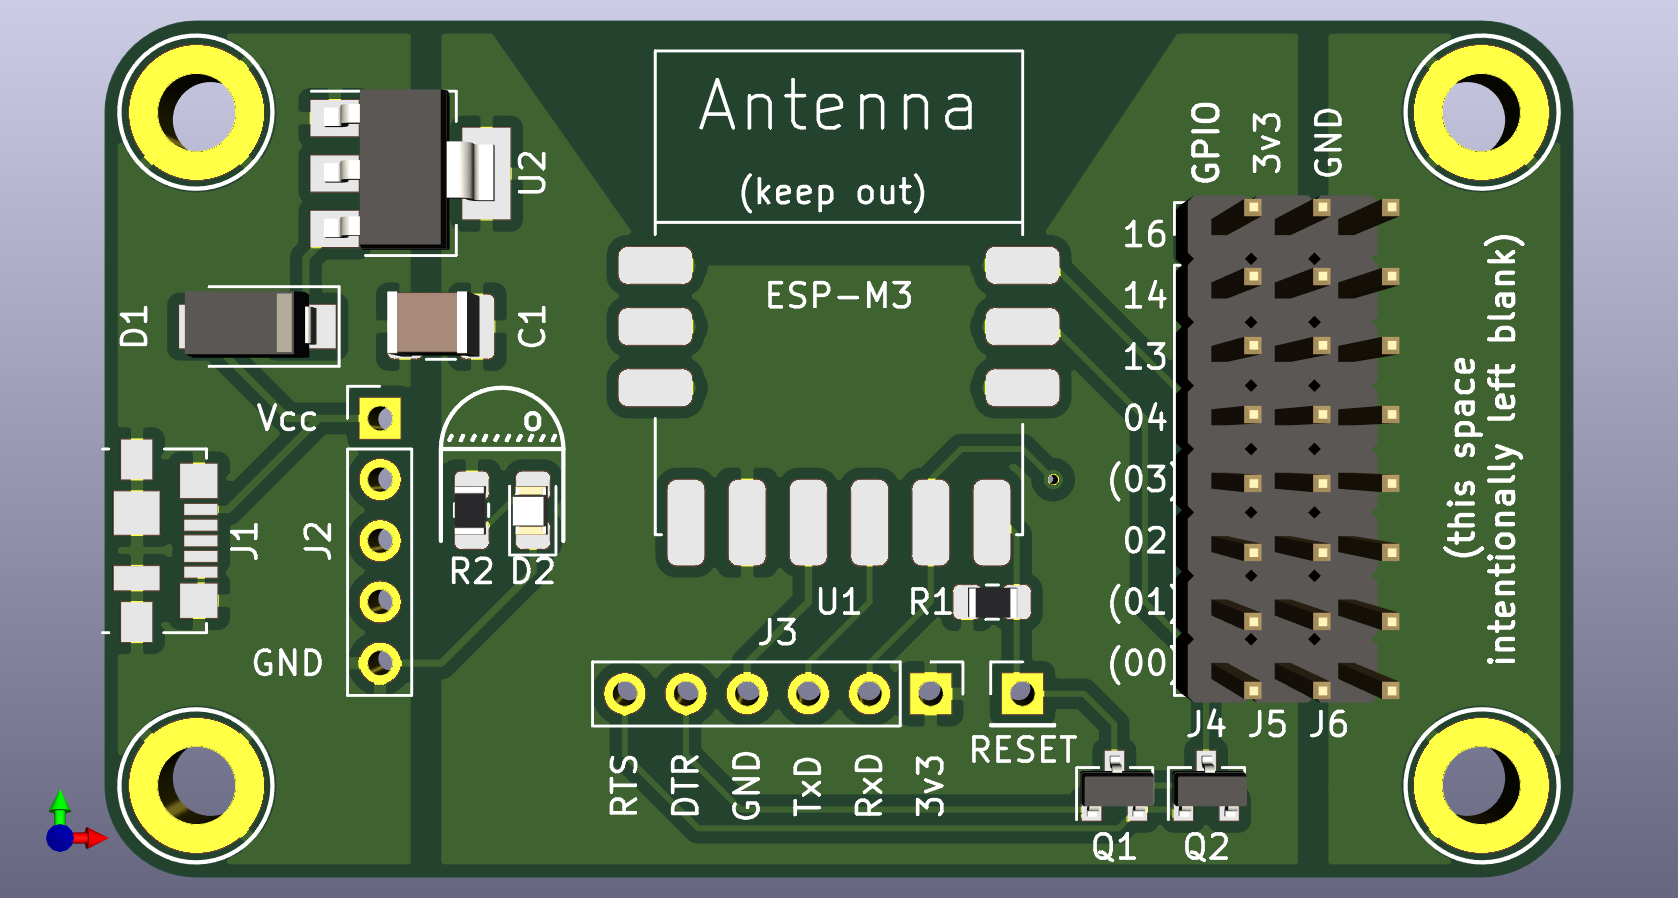 Antenna
(keep out)
GPIO
3v3
GND
U2
16
ESP-M3
14
D1
C1
13
Vcc
04
(this space
intentionally left blank)
o
(03)
J1
J2
02
R2
D2
U1
R1
(01)
J3
GND
(00)
J4
J5
J6
RESET
RTS
DTR
GND
TxD
RxD
3v3
Q1
Q2